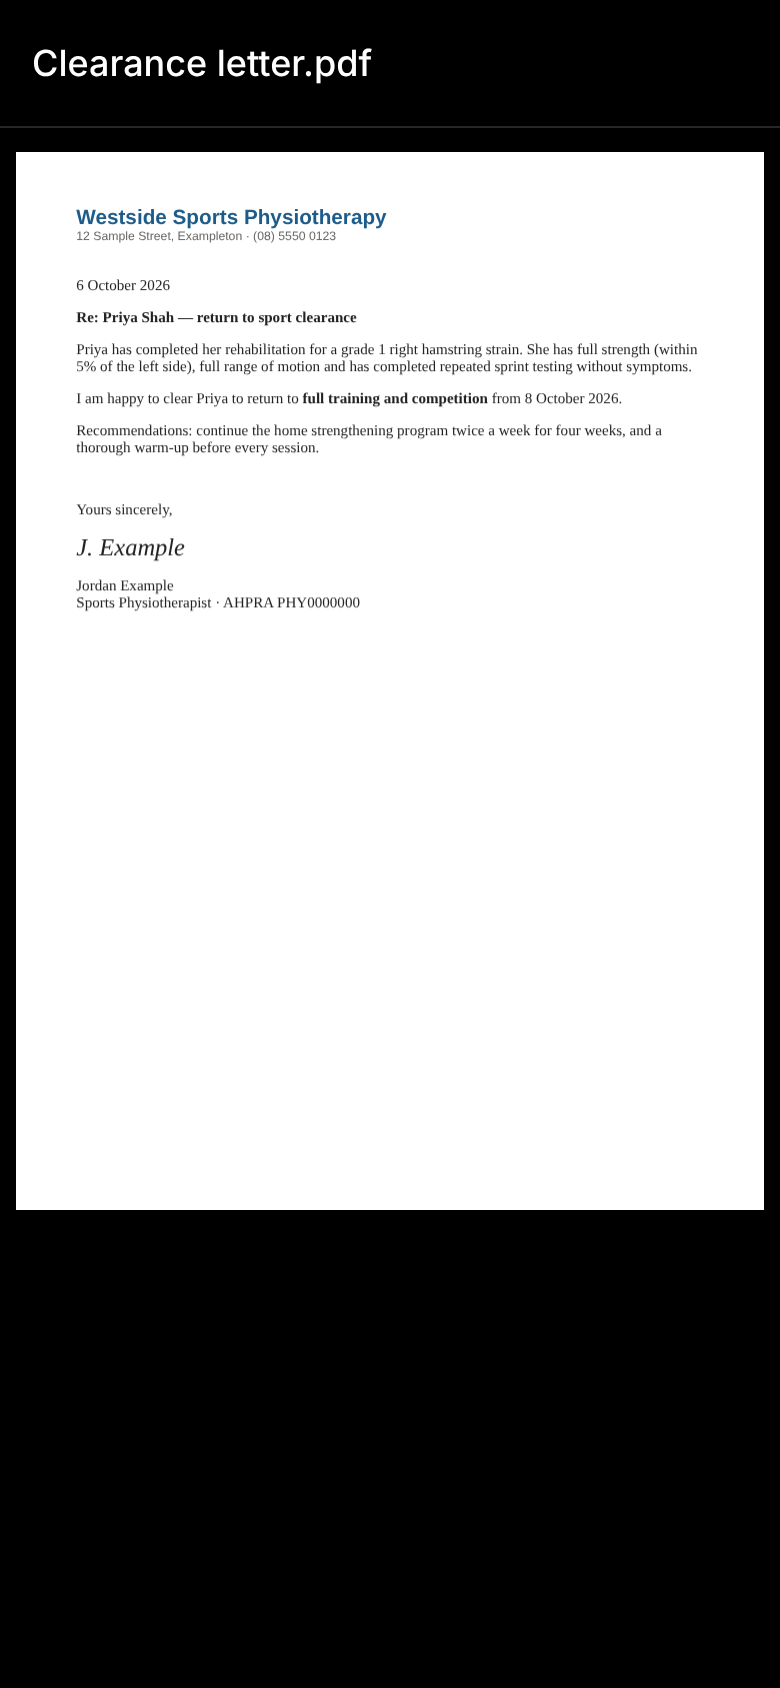 Clearance letter.pdf
Westside Sports Physiotherapy
12 Sample Street, Exampleton · (08) 5550 0123
6 October 2026
Re: Priya Shah — return to sport clearance
Priya has completed her rehabilitation for a grade 1 right hamstring strain. She has full strength (within
5% of the left side), full range of motion and has completed repeated sprint testing without symptoms.
I am happy to clear Priya to return to full training and competition from 8 October 2026.
Recommendations: continue the home strengthening program twice a week for four weeks, and a
thorough warm-up before every session.
Yours sincerely,
J. Example
Jordan Example
Sports Physiotherapist · AHPRA PHY0000000